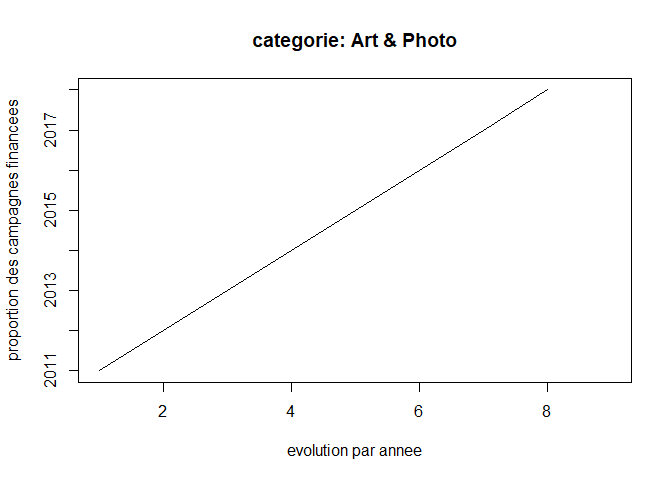 categorie: Art & Photo
proportion des campagnes financees
2017
2015
2013
2011
2 4 6 8
evolution par annee